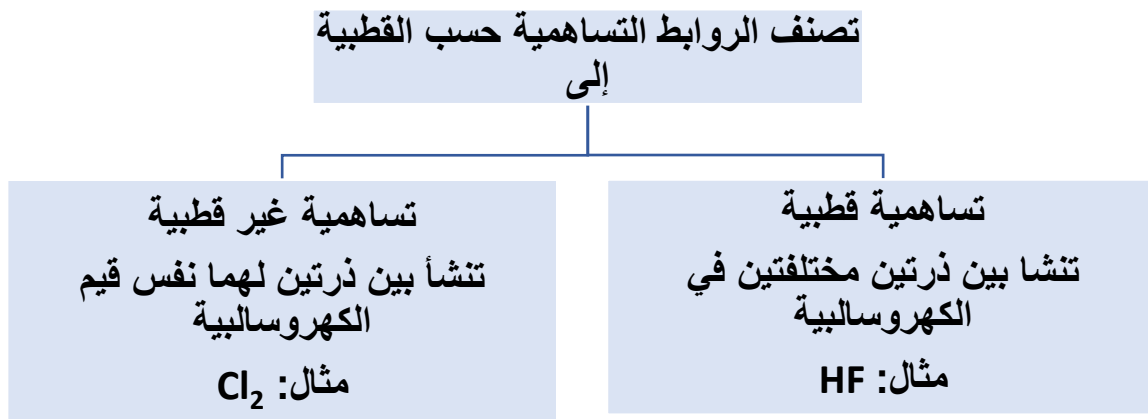 تصنف الروابط التساهمية حسب القطبية
إلى
تساهمية قطبية
تنشا بين ذرتين مختلفتين في
الكهروسالبية
مثال: HF
تساهمية غير قطبية
تنشأ بين ذرتين لهما نفس قيم
الكهروسالبية
مثال: Cl₂